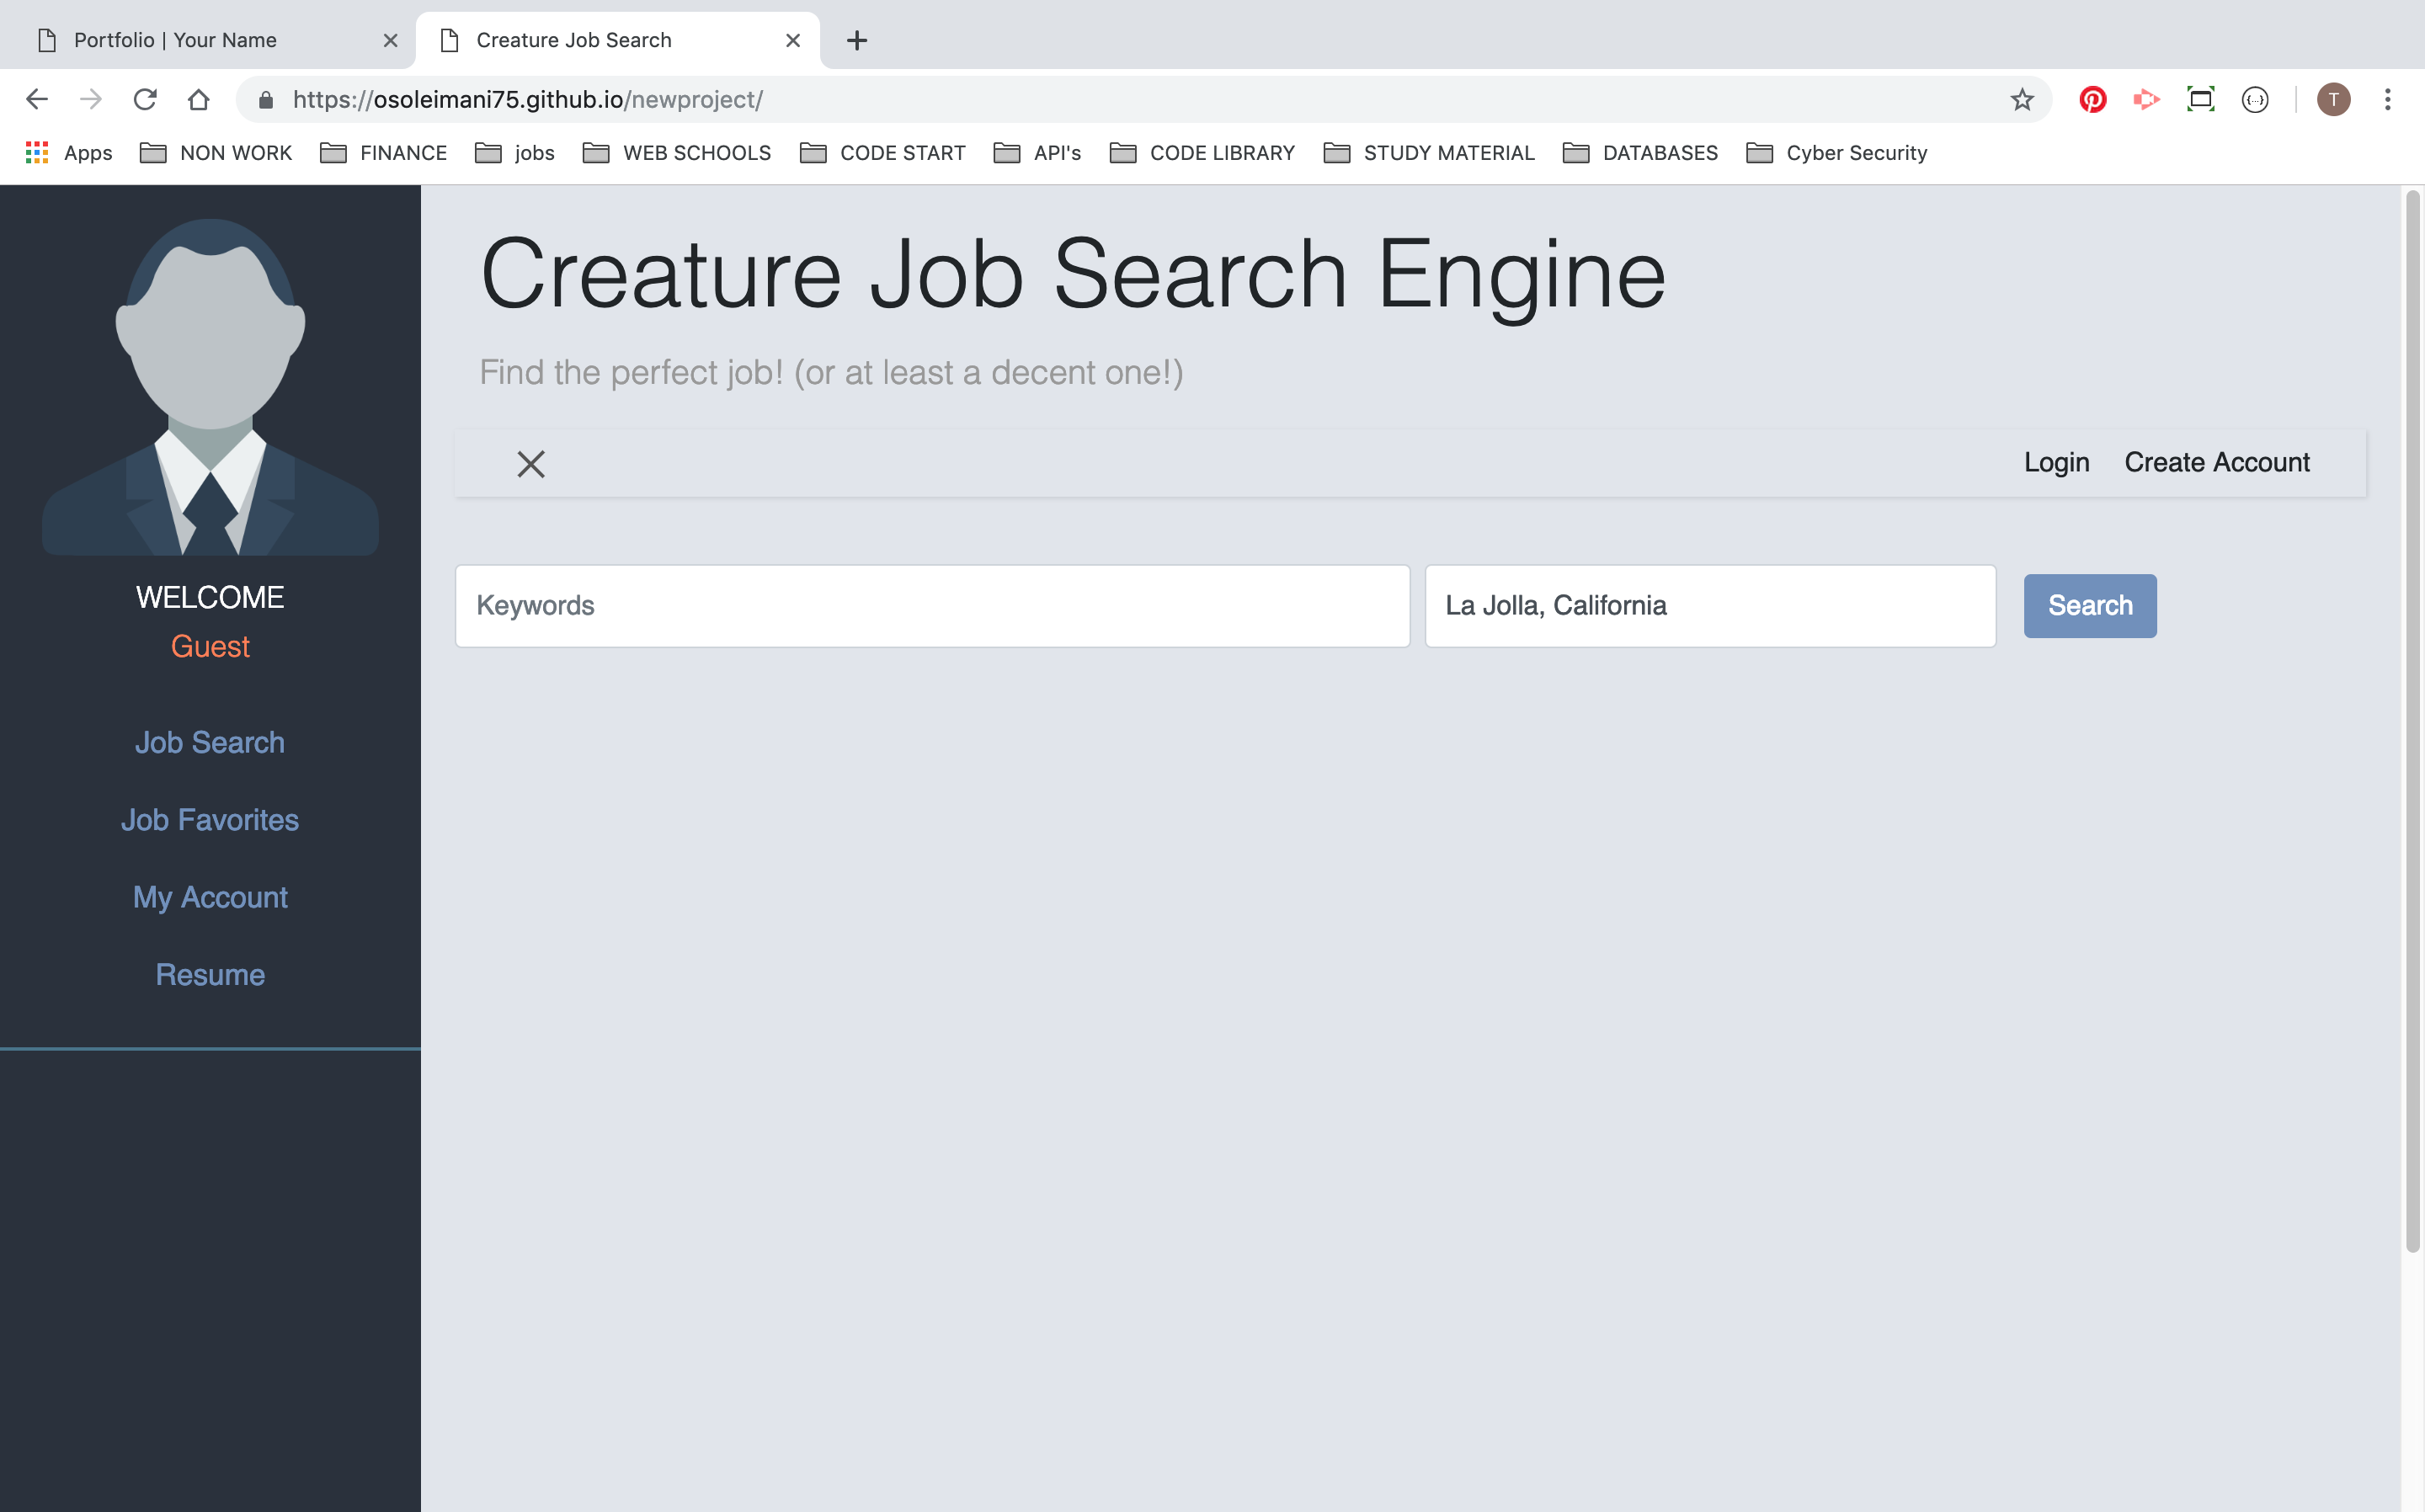 Portfolio | Your Name
Creature Job Search
https://osoleimani75.github.io/newproject/
T
Apps
NON WORK
FINANCE
jobs
WEB SCHOOLS
CODE START
API's
CODE LIBRARY
STUDY MATERIAL
DATABASES
Cyber Security
WELCOME
Guest
Job Search
Job Favorites
My Account
Resume
Creature Job Search Engine
Find the perfect job! (or at least a decent one!)
Login
Create Account
Keywords
La Jolla, California
Search